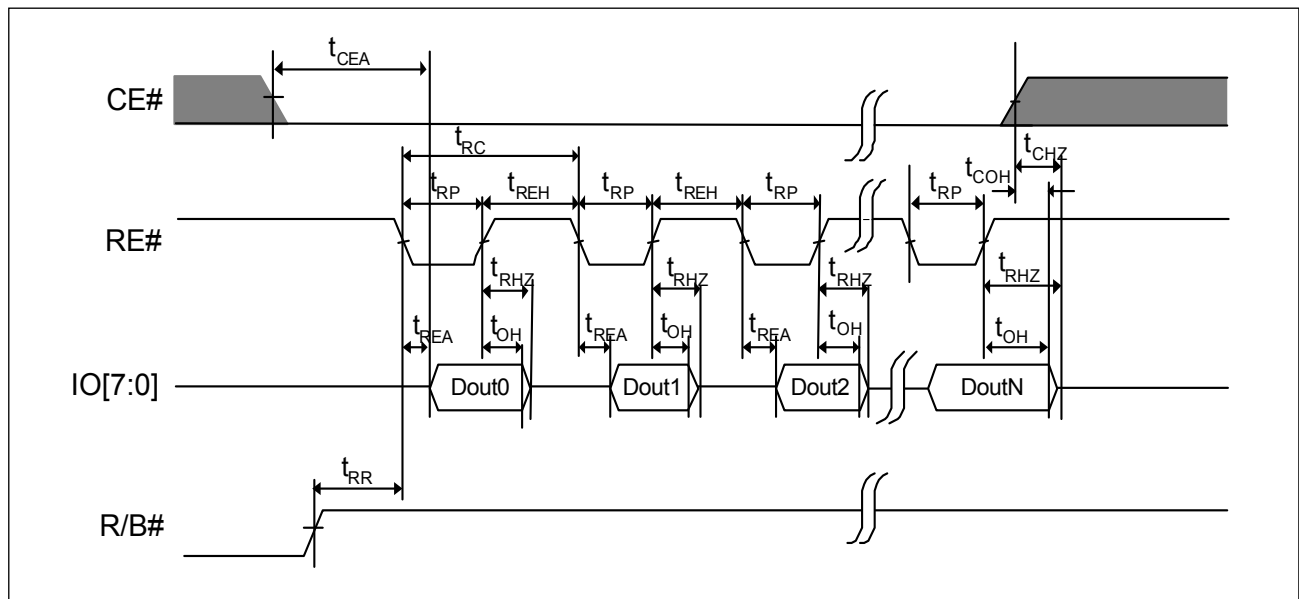 tCEA
CE#
tRC
tCHZ
tCOH
tRP tREH tRP tREH tRP tRP
RE#
tRHZ tRHZ tRHZ tRHZ
tREA tOH tREA tOH tREA tOH tOH
IO[7:0] Dout0 Dout1 Dout2 DoutN
tRR
R/B#